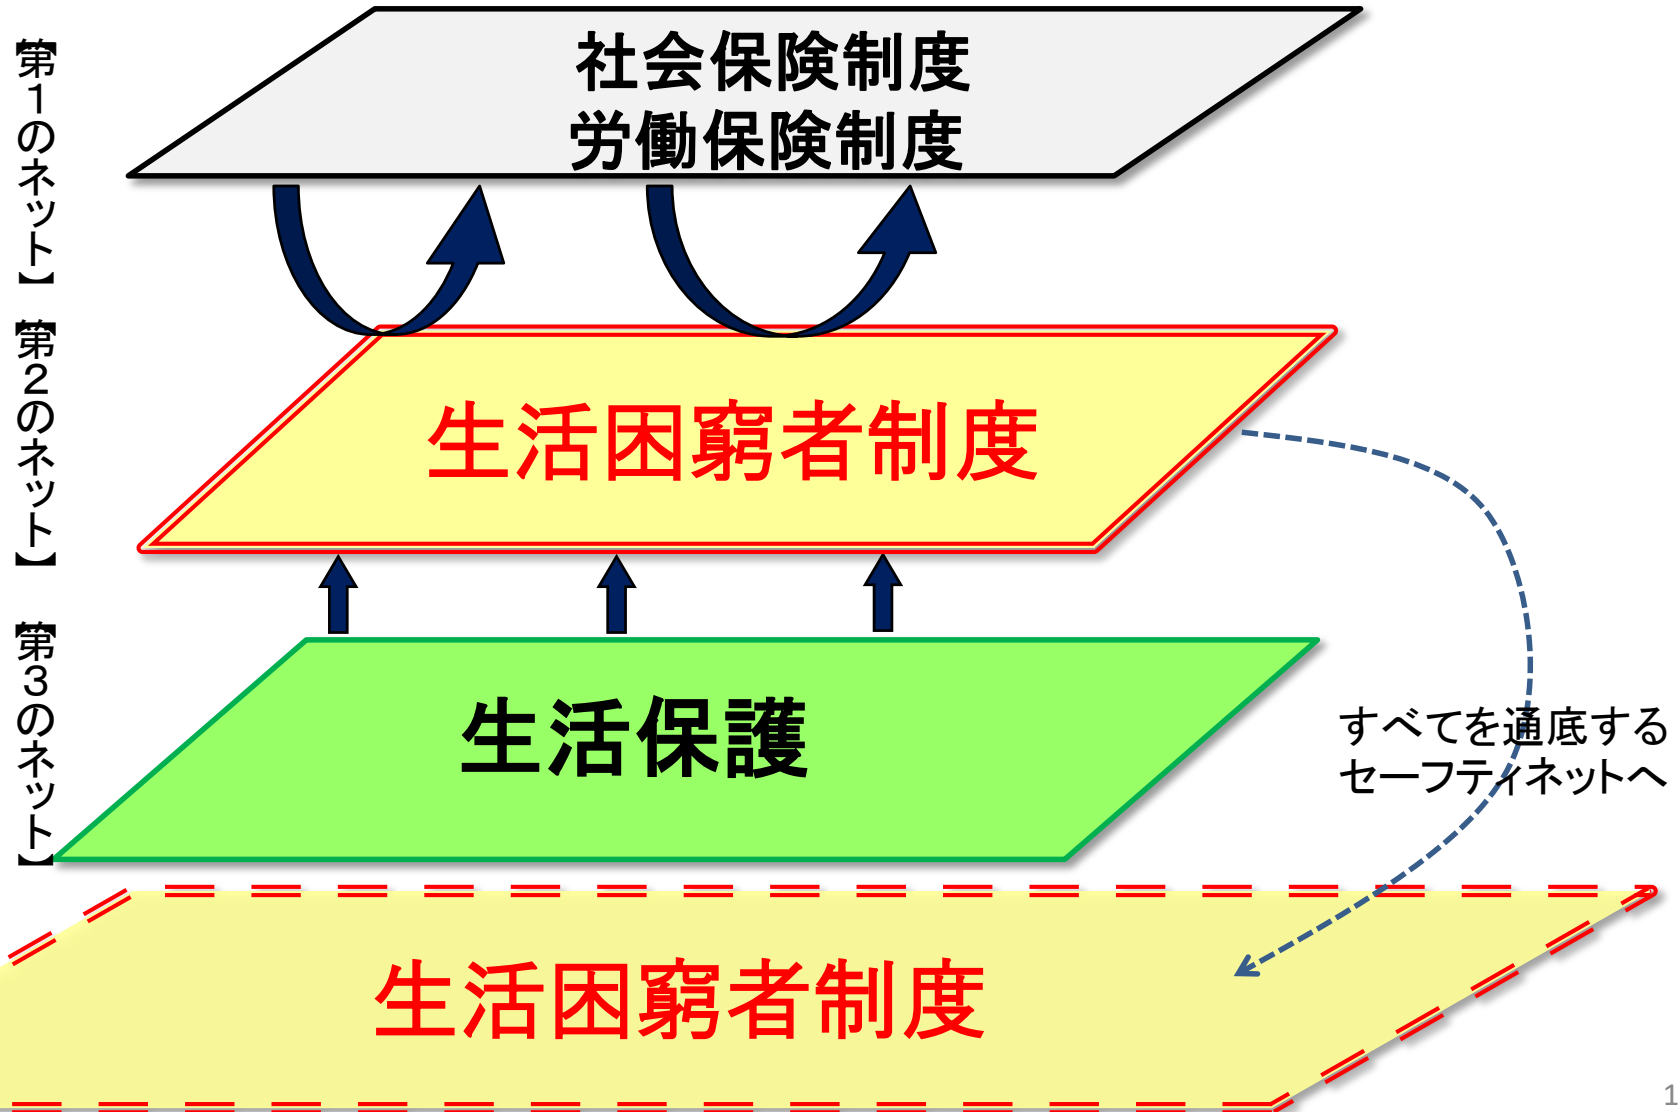 【第１のネット】
社会保険制度
労働保険制度
【第２のネット】
生活困窮者制度
【第３のネット】
生活保護
すべてを通底する
セーフティネットへ
生活困窮者制度
1